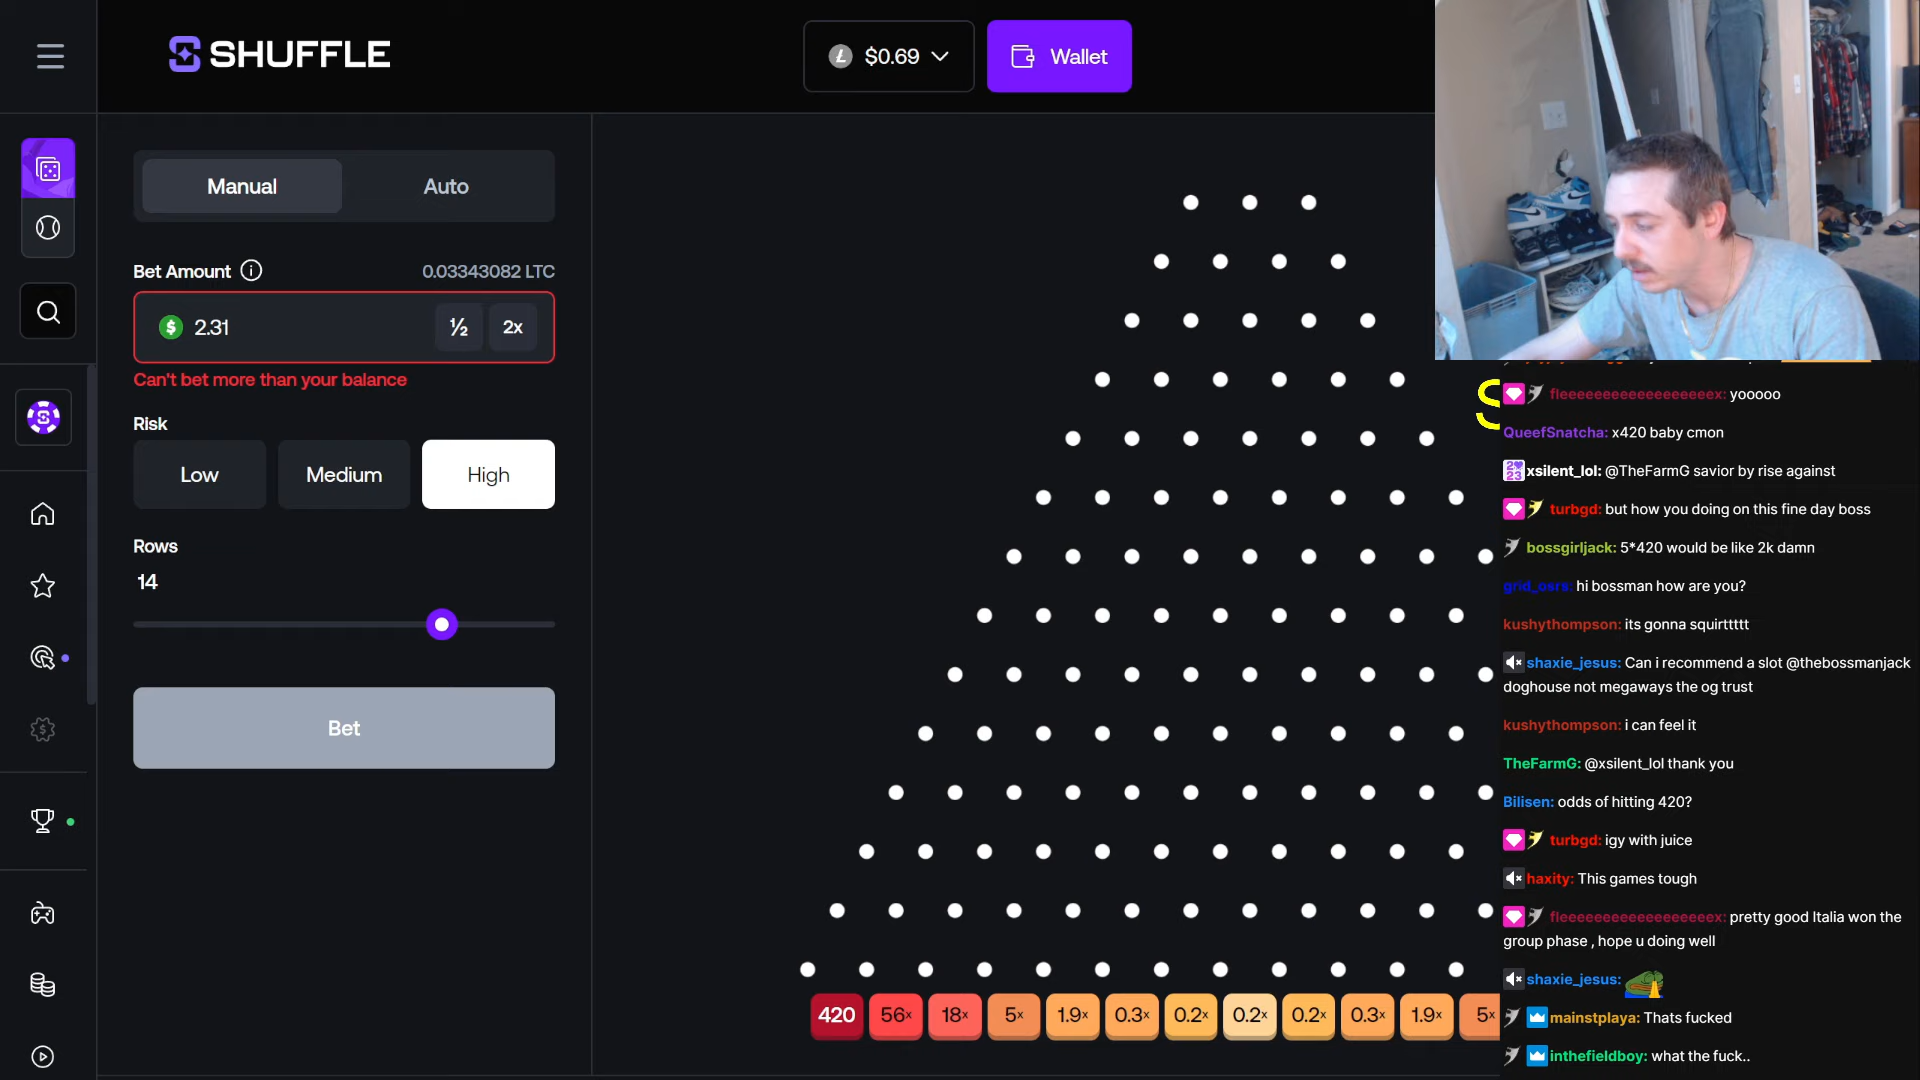 SHUFFLE
$0.69
Wallet
Manual
Auto
Bet Amount
0.03343082 LTC
2.31
½
2x
Can't bet more than your balance
Risk
Low
Medium
High
Rows
14
Bet
420
56x
18x
5x
1.9x
0.3x
0.2x
0.2x
0.2x
0.3x
1.9x
5x
fleeeeeeeeeeeeeeeeeex: yooooo
QueefSnatcha: x420 baby cmon
xsilent_lol: @TheFarmG savior by rise against
turbgd: but how you doing on this fine day boss
bossgirljack: 5*420 would be like 2k damn
grid_osrs: hi bossman how are you?
kushythompson: its gonna squirttttt
shaxie_jesus: Can i recommend a slot @thebossmanjack
doghouse not megaways the og trust
kushythompson: i can feel it
TheFarmG: @xsilent_lol thank you
Bilisen: odds of hitting 420?
turbgd: igy with juice
haxity: This games tough
fleeeeeeeeeeeeeeeeeex: pretty good Italia won the
group phase , hope u doing well
shaxie_jesus:
mainstplaya: Thats fucked
inthefieldboy: what the fuck..